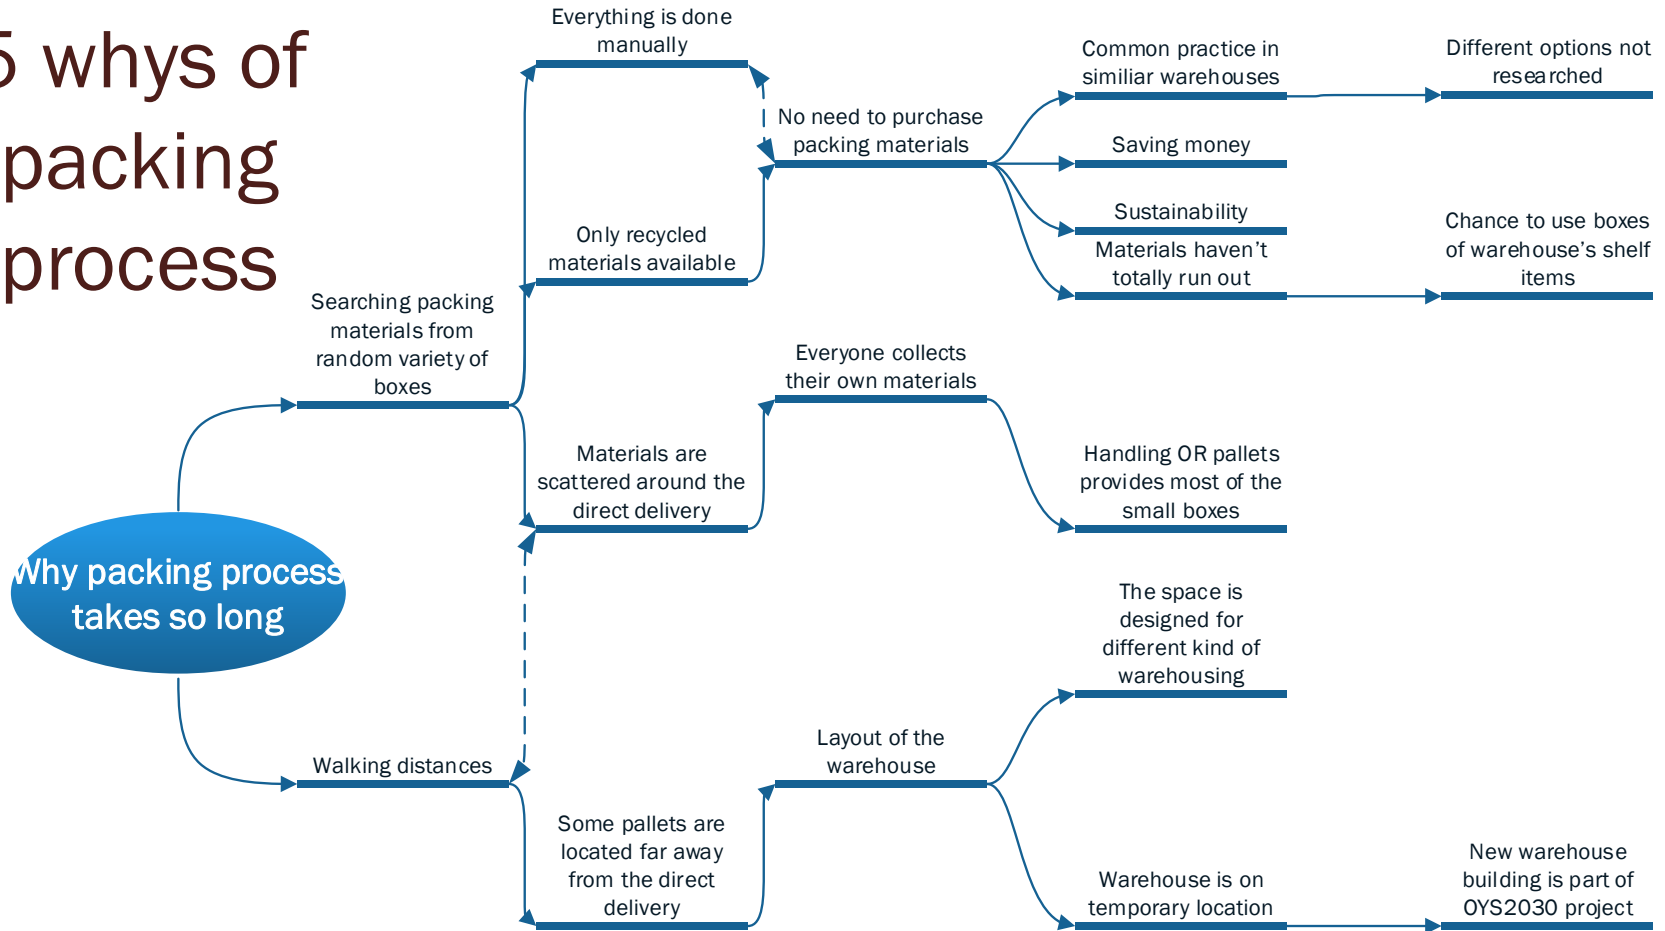 5 whys of
packing
process
Everything is done
manually
Common practice in
similiar warehouses
Different options not
researched
No need to purchase
packing materials
Saving money
Sustainability
Only recycled
materials available
Materials haven't
totally run out
Chance to use boxes
of warehouse's shelf
items
Searching packing
materials from
random variety of
boxes
Everyone collects
their own materials
Materials are
scattered around the
direct delivery
Handling OR pallets
provides most of the
small boxes
Why packing process
takes so long
The space is
designed for
different kind of
warehousing
Walking distances
Layout of the
warehouse
Some pallets are
located far away
from the direct
delivery
Warehouse is on
temporary location
New warehouse
building is part of
OYS2030 project